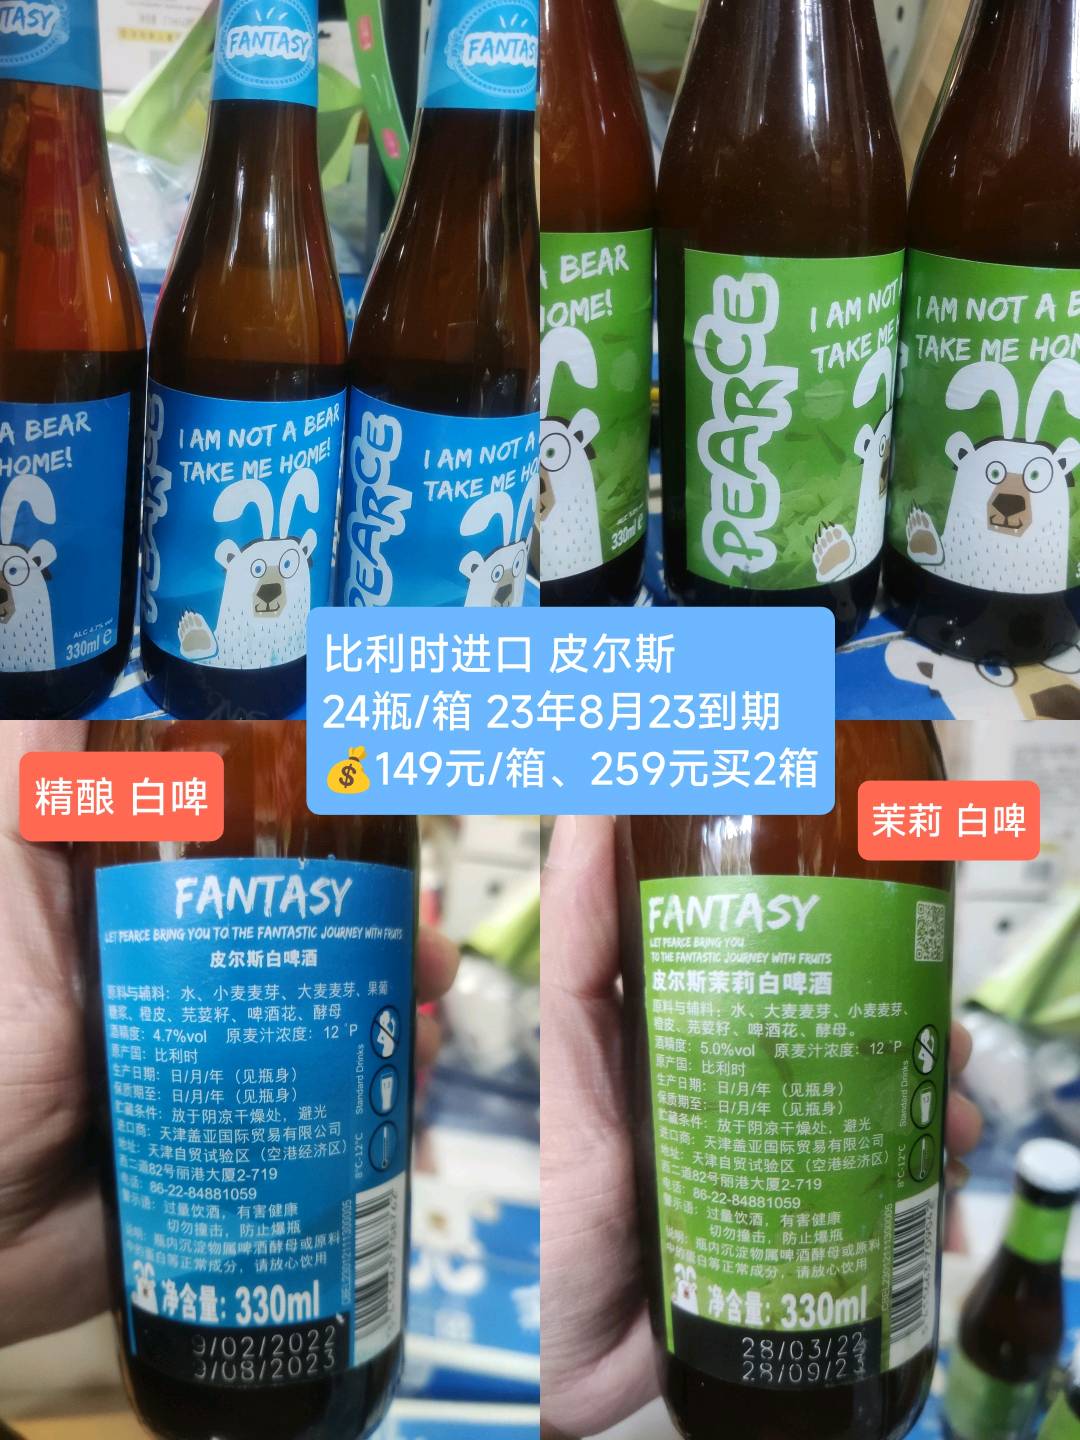 TASY
FANTASY
FANTAS
A BEAR
HOME!
I AM NOT A BEAR
TAKE ME HOME!
PEARCE
I AM NOT A
TAKE ME HO
PEARCE
ALC 4.7% vol
330ml e
A BEAR
HOME!
330ml e
PEARCE
I AM NOT
TAKE ME
I AM NOT A B
TAKE ME HOM
比利时进口 皮尔斯
24瓶/箱 23年8月23到期
💰149元/箱、259元买2箱
精酿 白啤
茉莉 白啤
FANTASY
LET PEARCE BRING YOU TO THE FANTASTIC JOURNEY WITH FRUITS
皮尔斯白啤酒
原料与辅料：水、小麦麦芽、大麦麦芽、果葡
糖浆、橙皮、芫荽籽、啤酒花、酵母
酒精度：4.7%vol 原麦汁浓度：12 °P
原产国：比利时
生产日期：日/月/年（见瓶身）
保质期至：日/月/年（见瓶身）
贮藏条件：放于阴凉干燥处，避光
进口商：天津盖亚国际贸易有限公司
地址：天津自贸试验区（空港经济区）
西二道82号丽港大厦2-719
电话：86-22-84881059
警示语：过量饮酒，有害健康
切勿撞击，防止爆瓶
说明：瓶内沉淀物属啤酒酵母或原料
中的蛋白等正常成分，请放心饮用
净含量：330ml
Standard Drinks
8°C-12°C
9/02/2022
9/08/2023
FANTASY
LET PEARCE BRING YOU
TO THE FANTASTIC JOURNEY WITH FRUITS
皮尔斯茉莉白啤酒
原料与辅料：水、大麦麦芽、小麦麦芽、
橙皮、芫荽籽、啤酒花、酵母。
酒精度：5.0%vol 原麦汁浓度：12 °P
原产国：比利时
生产日期：日/月/年（见瓶身）
保质期至：日/月/年（见瓶身）
贮藏条件：放于阴凉干燥处，避光
进口商：天津盖亚国际贸易有限公司
地址：天津自贸试验区（空港经济区）
西二道82号丽港大厦2-719
电话：86-22-84881059
警示语：过量饮酒，有害健康
切勿撞击，防止爆瓶
说明：瓶内沉淀物属啤酒酵母或原料
中的蛋白等正常成分，请放心饮用
净含量：330ml
Standard Drinks
8°C-12°C
28/03/22
28/09/23